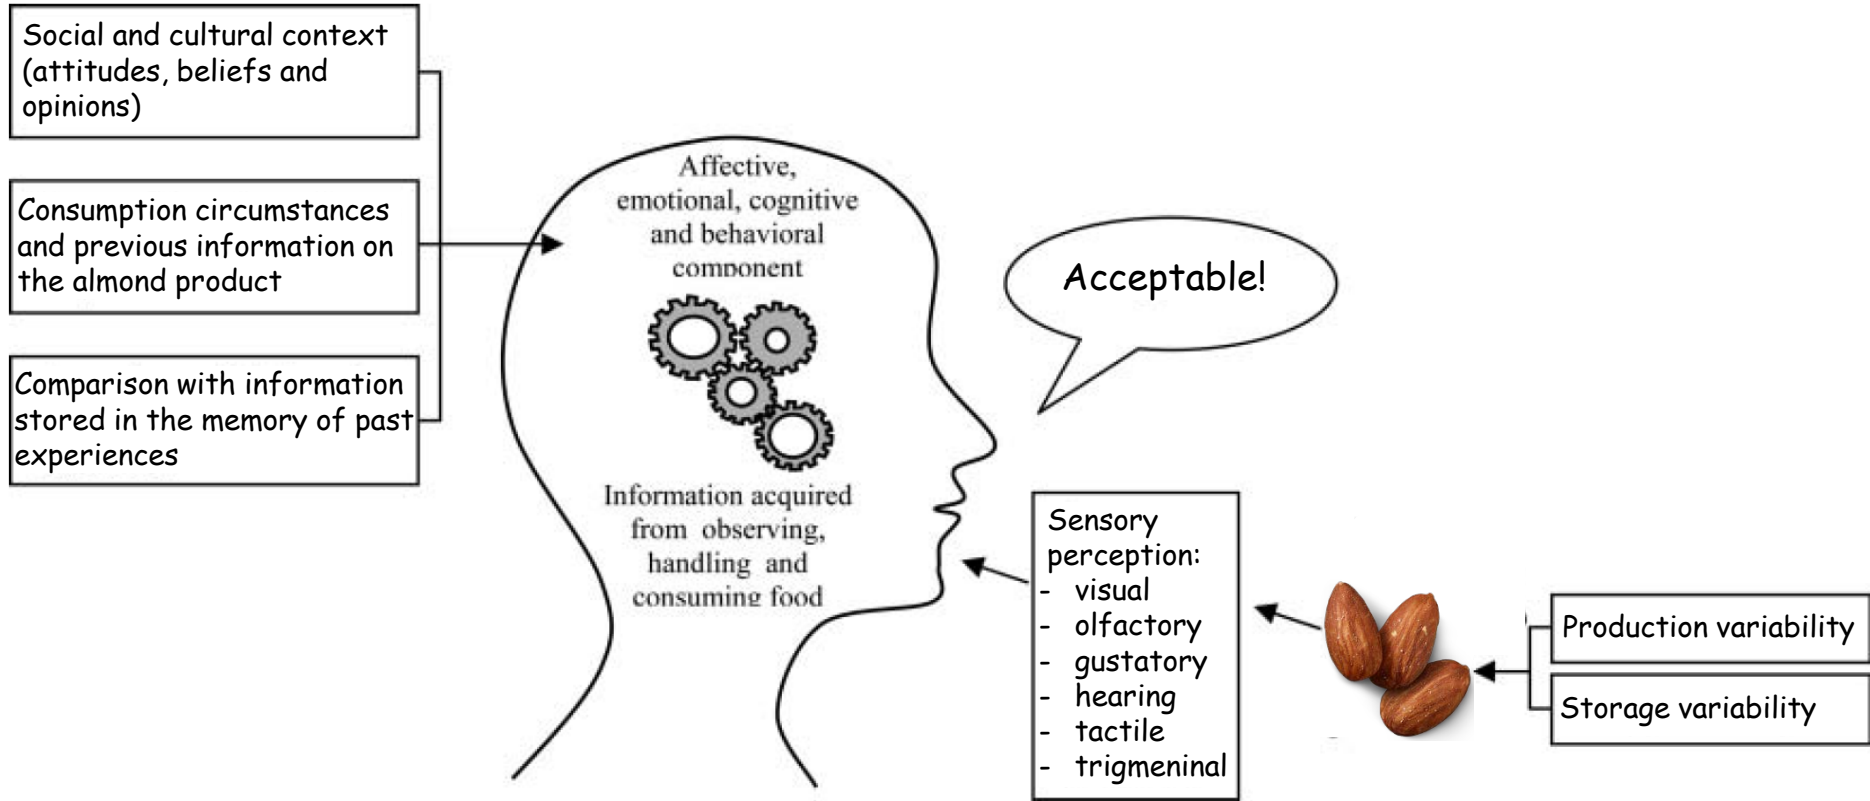 Social and cultural context
(attitudes, beliefs and
opinions)
Consumption circumstances
and previous information on
the almond product
Comparison with information
stored in the memory of past
experiences
Affective,
emotional, cognitive
and behavioral
component
Information acquired
from observing,
handling and
consuming food
Acceptable!
Sensory
perception:
- visual
- olfactory
- gustatory
- hearing
- tactile
- trigmeninal
Production variability
Storage variability